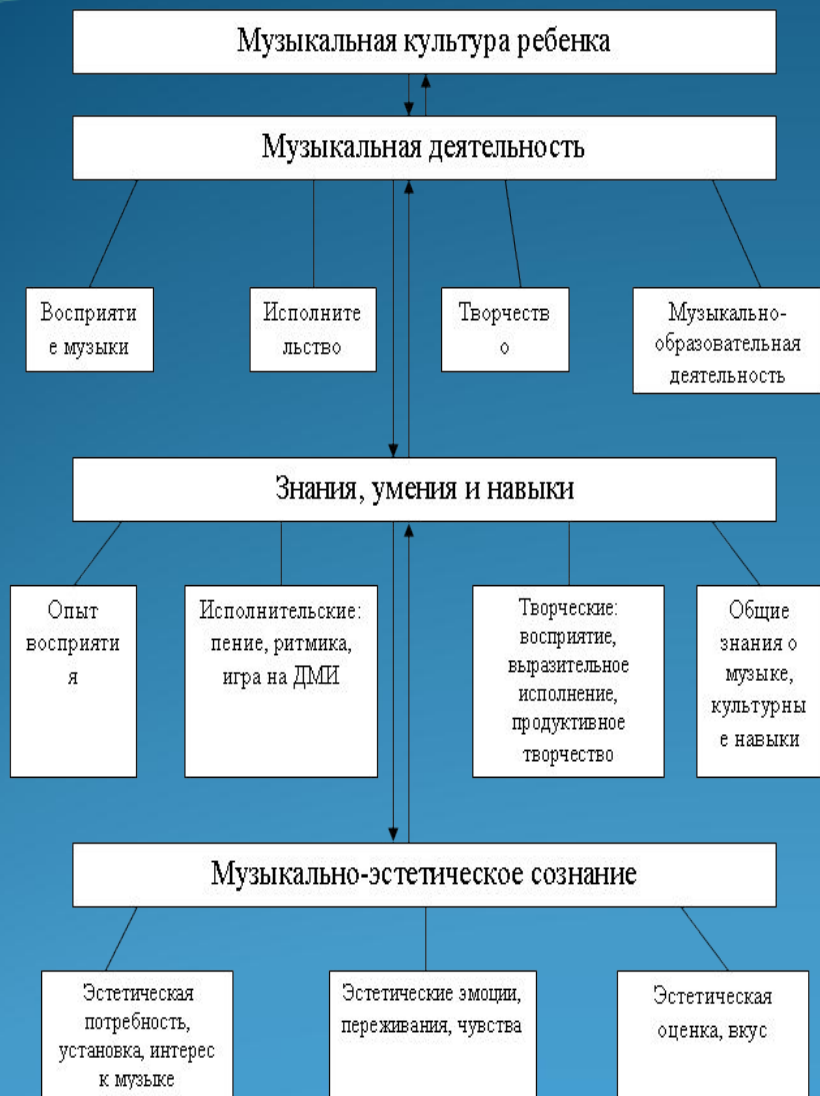 Музыкальная культура ребенка
Музыкальная деятельность
Восприяти
е музыки
Исполните
льство
Творчеств
о
Музыкально-
образовательная
деятельность
Знания, умения и навыки
Опыт
восприяти
я
Исполнительские:
пение, ритмика,
игра на ДМИ
Творческие:
восприятие,
выразительное
исполнение,
продуктивное
творчество
Общие
знания о
музыке,
культурны
е навыки
Музыкально-эстетическое сознание
Эстетическая
потребность,
установка, интерес
к музыке
Эстетические эмоции,
переживания, чувства
Эстетическая
оценка, вкус